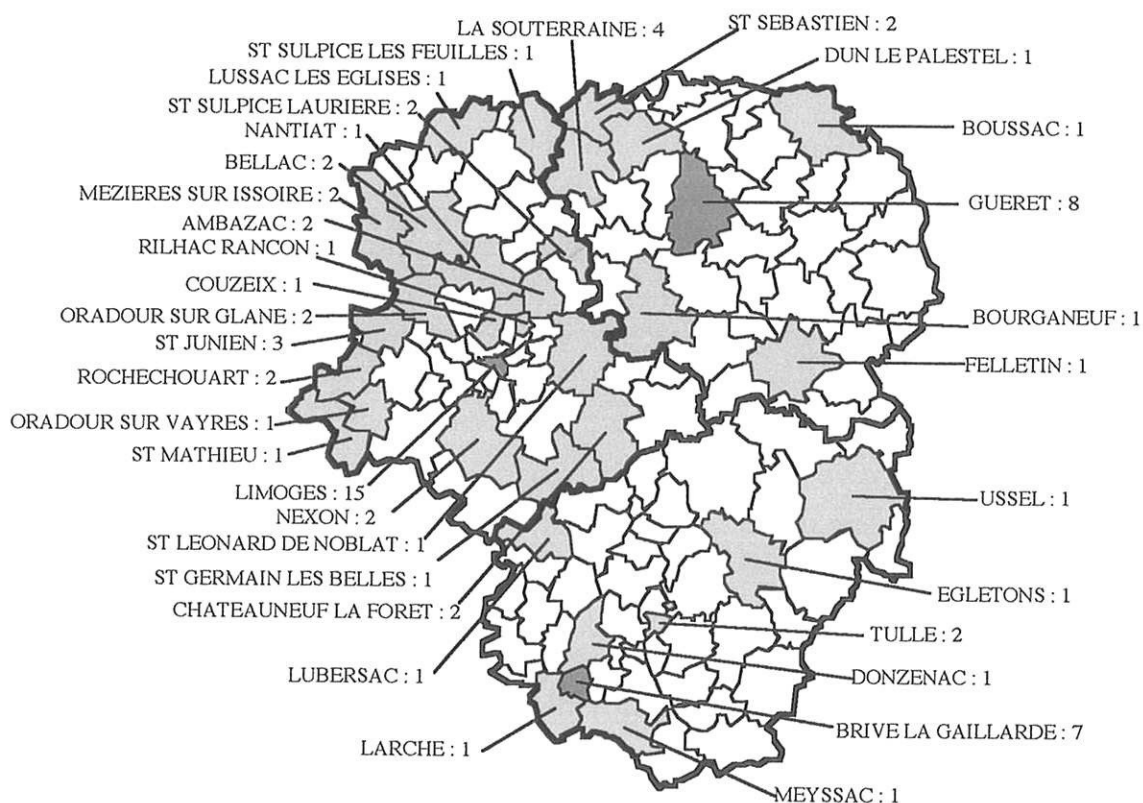 LA SOUTERRAINE : 4
ST SEBASTIEN : 2
ST SULPICE LES FEUILLES : 1
DUN LE PALESTEL : 1
LUSSAC LES EGLISES : 1
ST SULPICE LAURIERE : 2
NANTIAT : 1
BOUSSAC : 1
BELLAC : 2
MEZIERES SUR ISSOIRE : 2
GUERET : 8
AMBAZAC : 2
RILHAC RANCON : 1
COUZEIX : 1
ORADOUR SUR GLANE : 2
BOURGANEUF : 1
ST JUNIEN : 3
FELLETIN : 1
ROCHECHOUART : 2
ORADOUR SUR VAYRES : 1
ST MATHIEU : 1
LIMOGES : 15
USSEL : 1
NEXON : 2
ST LEONARD DE NOBLAT : 1
ST GERMAIN LES BELLES : 1
EGLETONS : 1
CHATEAUNEUF LA FORET : 2
TULLE : 2
LUBERSAC : 1
DONZENAC : 1
BRIVE LA GAILLARDE : 7
LARCHE : 1
MEYSSAC : 1